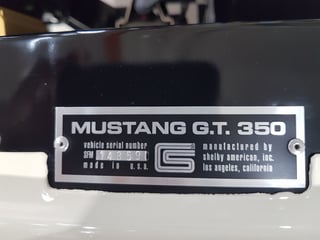 MUSTANG G.T. 350
vehicle serial number
SFM
made in U.S.A.
manufactured by
shelby american, inc.
los angeles, california